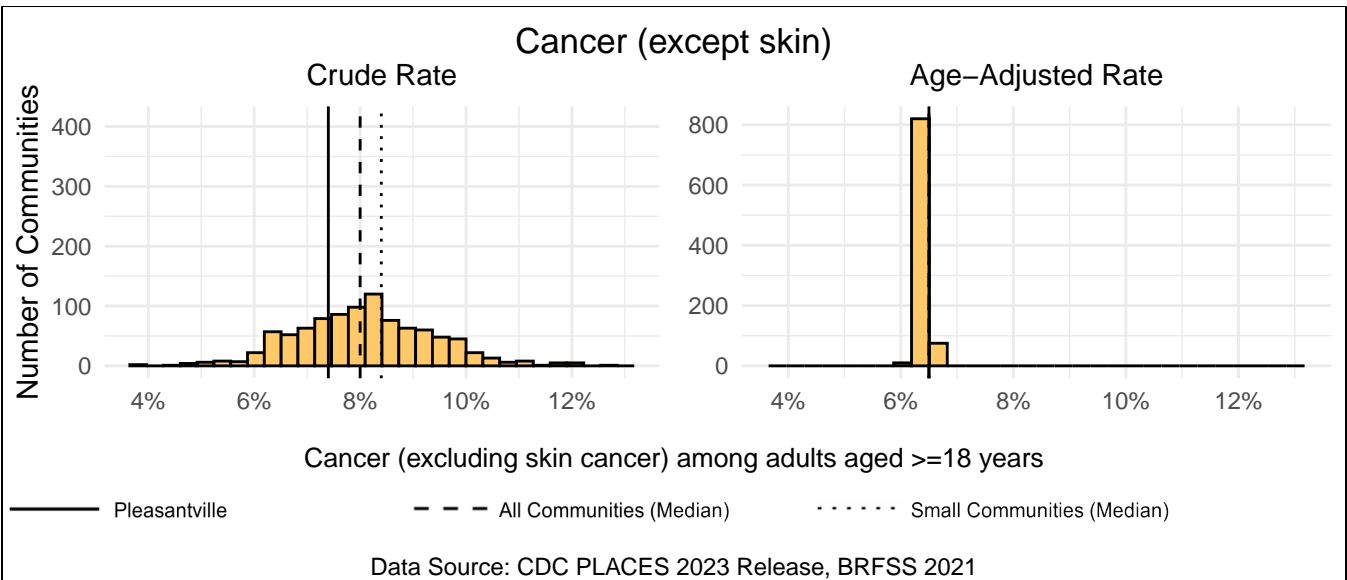 Cancer (except skin)
Crude Rate
Age−Adjusted Rate
Number of Communities
400
300
200
100
0
4%
6%
8%
10%
12%
800
600
400
200
0
4%
6%
8%
10%
12%
Cancer (excluding skin cancer) among adults aged >=18 years
Pleasantville
All Communities (Median)
Small Communities (Median)
Data Source: CDC PLACES 2023 Release, BRFSS 2021